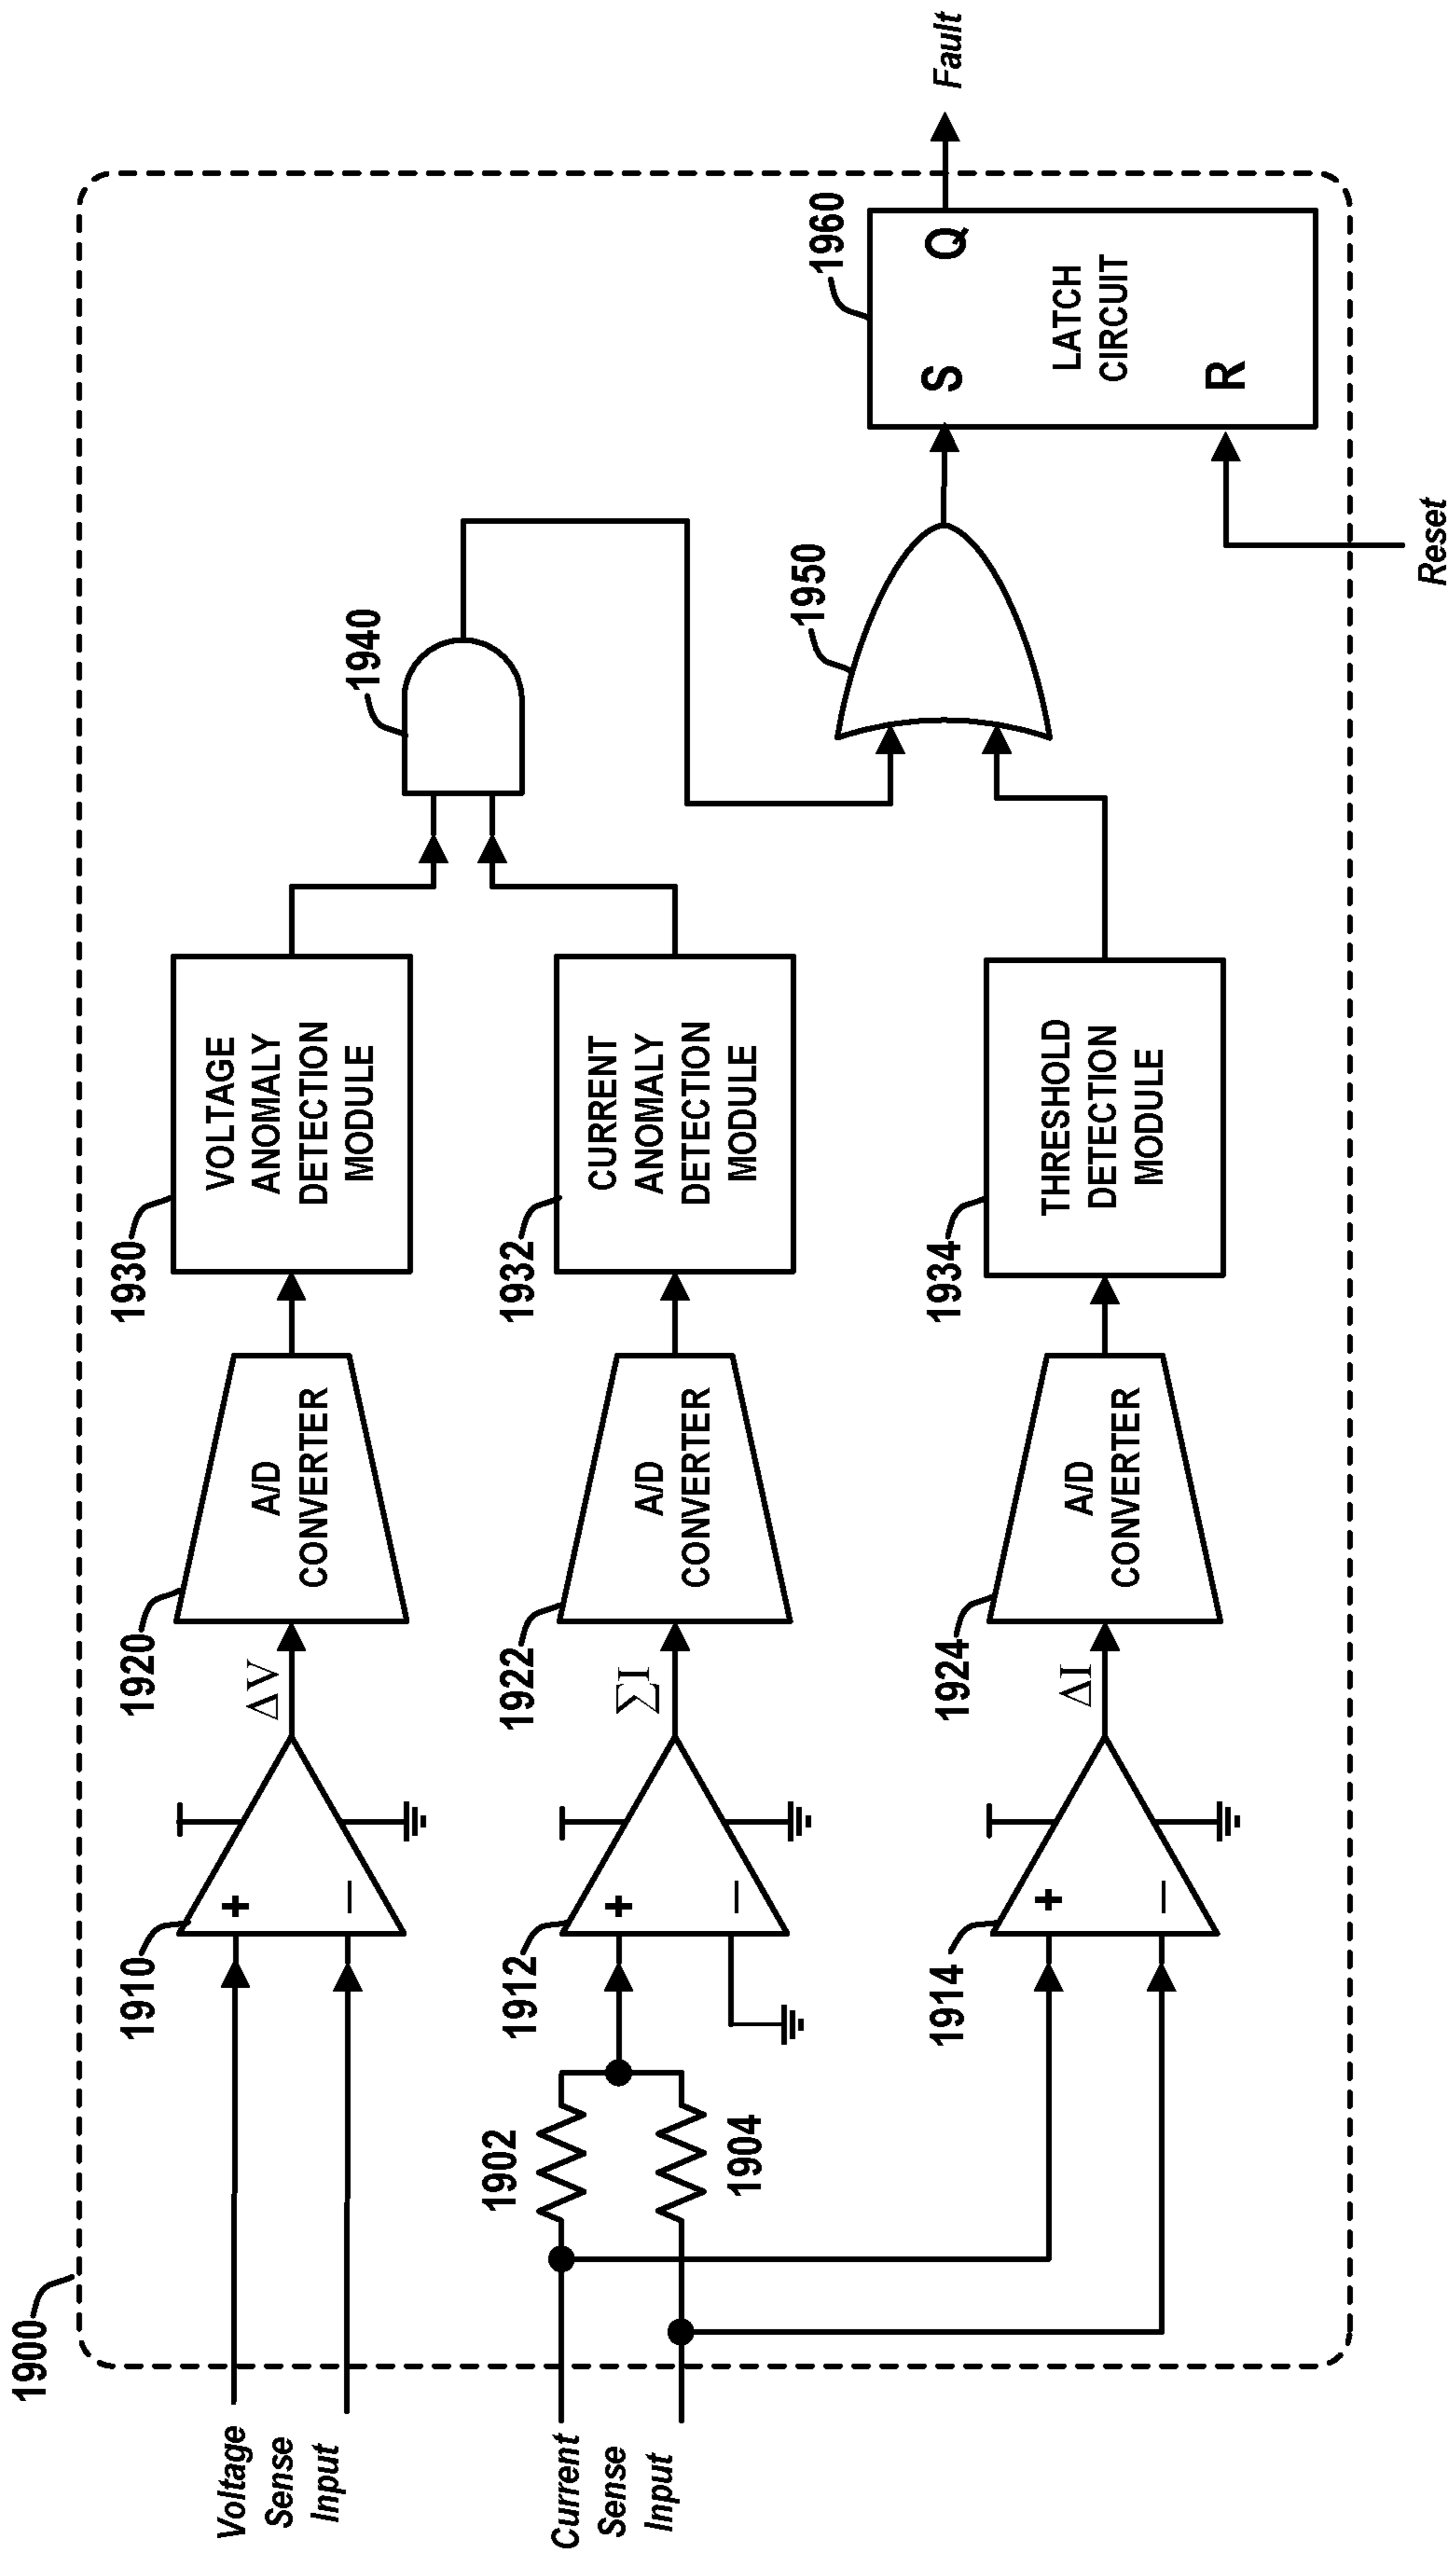 1900
Voltage
Sense
Input
Current
Sense
Input
1902
1904
1910
+
−
ΔV
1912
+
−
ΣI
1914
+
−
ΔI
1920
A/D
CONVERTER
1922
A/D
CONVERTER
1924
A/D
CONVERTER
1930
VOLTAGE
ANOMALY
DETECTION
MODULE
1932
CURRENT
ANOMALY
DETECTION
MODULE
1934
THRESHOLD
DETECTION
MODULE
1940
1950
1960
S
Q
LATCH
CIRCUIT
R
Fault
Reset